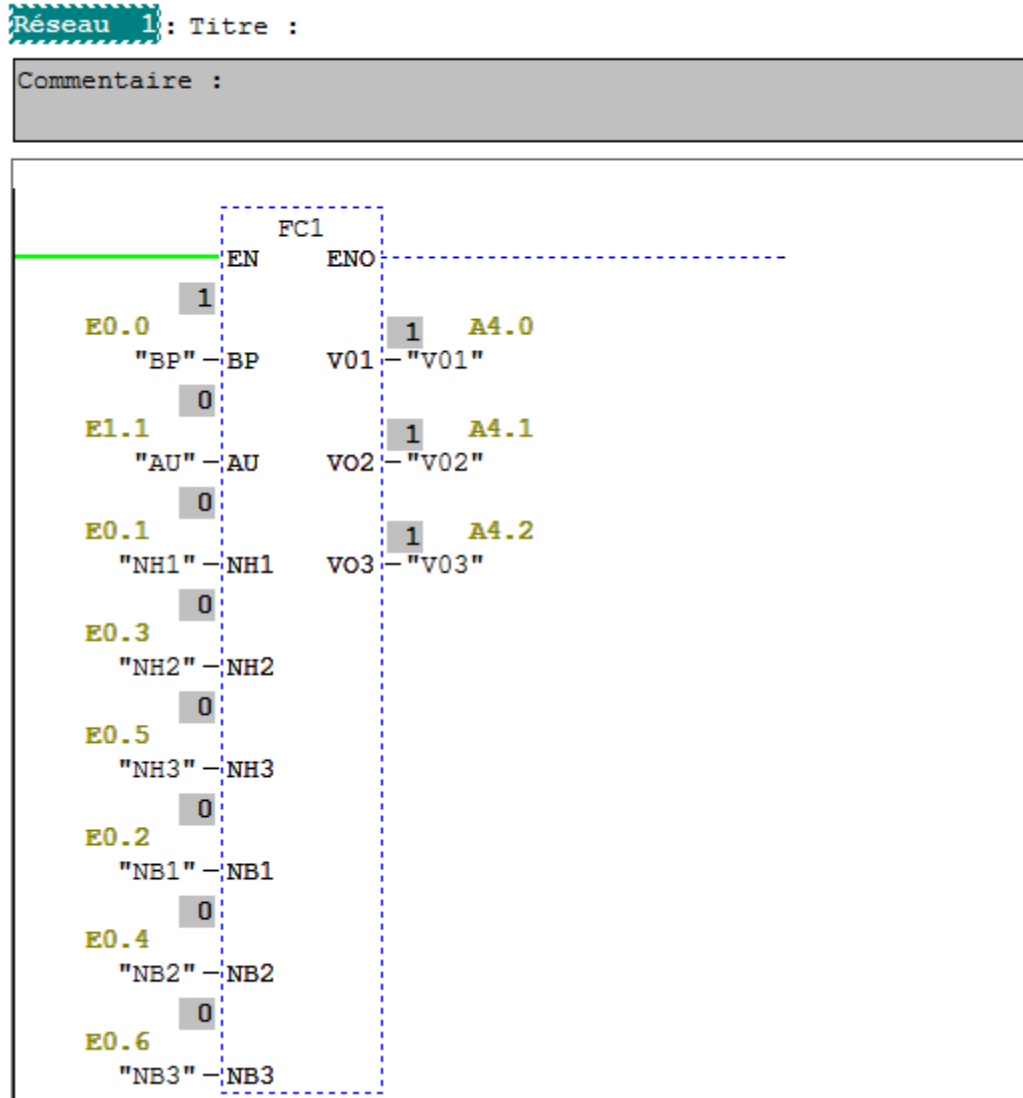 Réseau 1 : Titre :
Commentaire :
FC1
EN ENO
1
E0.0 1 A4.0
"BP" BP V01 "V01"
0
E1.1 1 A4.1
"AU" AU VO2 "V02"
0
E0.1 1 A4.2
"NH1" NH1 VO3 "V03"
0
E0.3
"NH2" NH2
0
E0.5
"NH3" NH3
0
E0.2
"NB1" NB1
0
E0.4
"NB2" NB2
0
E0.6
"NB3" NB3